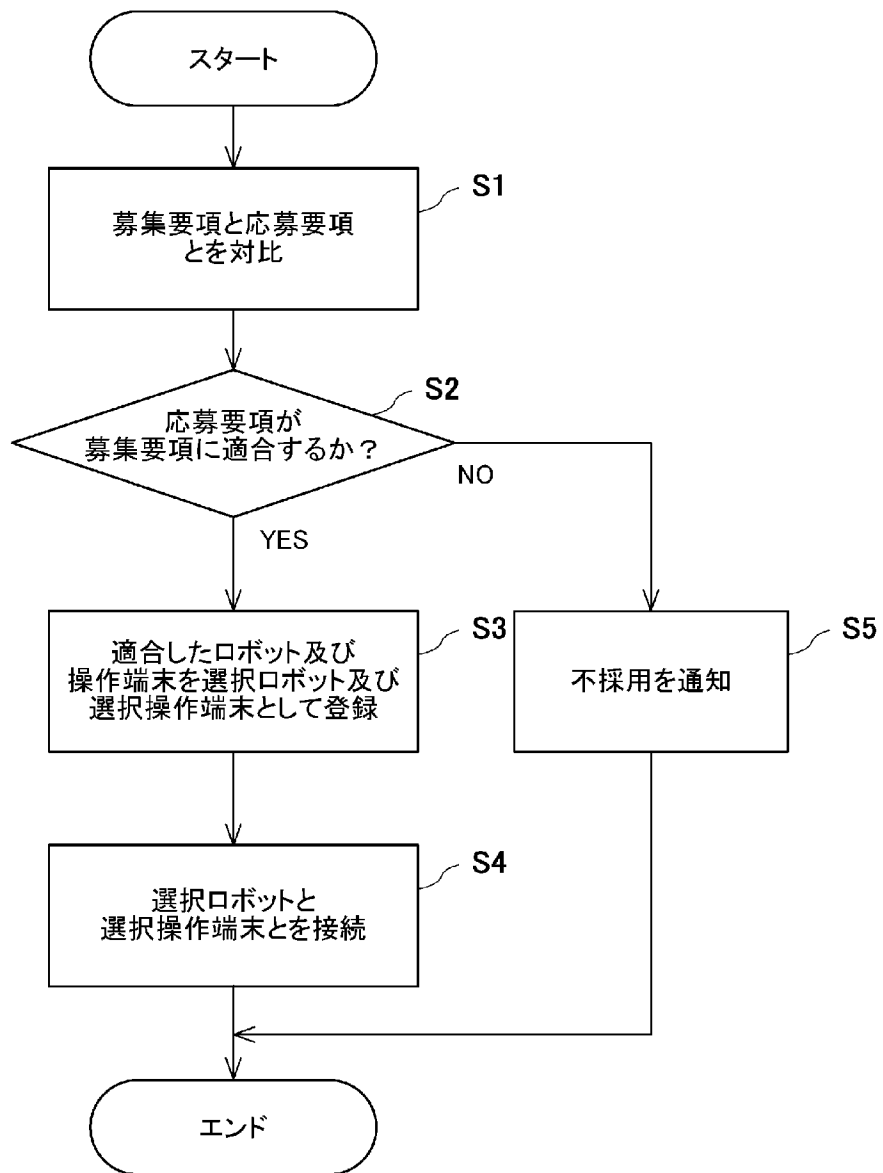 スタート
S1
募集要項と応募要項
とを対比
S2
応募要項が
募集要項に適合するか？
NO
YES
S3
適合したロボット及び
操作端末を選択ロボット及び
選択操作端末として登録
S5
不採用を通知
S4
選択ロボットと
選択操作端末とを接続
エンド